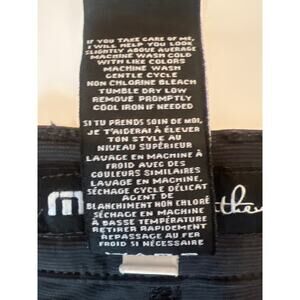 IF YOU TAKE CARE OF ME,
I WILL HELP YOU LOOK
SLIGHTLY ABOVE AVERAGE
MACHINE WASH COLD
WITH LIKE COLORS
MACHINE WASH
GENTLE CYCLE
NON CHLORINE BLEACH
TUMBLE DRY LOW
REMOVE PROMPTLY
COOL IRON IF NEEDED
SI TU PRENDS SOIN DE MOI,
JE T'AIDERAI À ÉLEVER
TON STYLE AU
NIVEAU SUPÉRIEUR
LAVAGE EN MACHINE À
FROID AVEC DES
COULEURS SIMILAIRES
LAVAGE EN MACHINE,
SÉCHAGE CYCLE DÉLICAT
AGENT DE
BLANCHIMENT NON CHLORÉ
SÉCHAGE EN MACHINE
À BASSE TEMPÉRATURE
RETIRER RAPIDEMENT
REPASSAGE AU FER
FROID SI NÉCESSAIRE